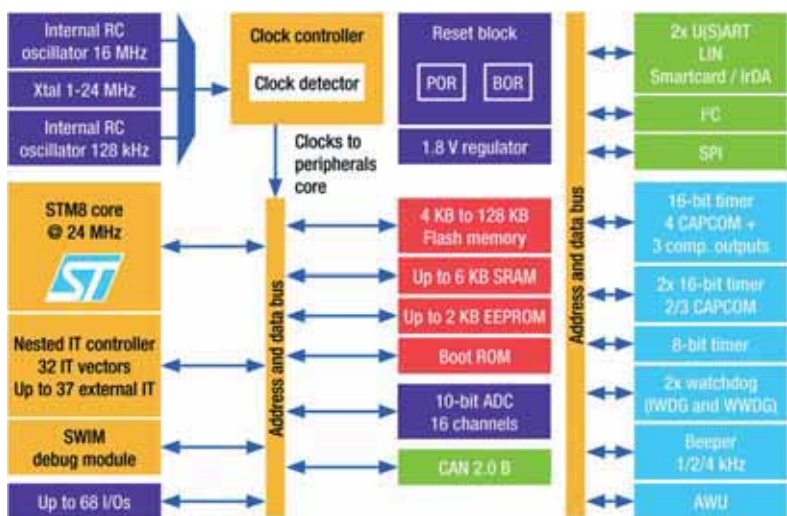 Internal RC
oscillator 16 MHz
Xtal 1-24 MHz
Internal RC
oscillator 128 kHz
Clock controller
Clock detector
Clocks to
peripherals
core
Reset block
POR
BOR
1.8 V regulator
STM8 core
@ 24 MHz
ST
Nested IT controller
32 IT vectors
Up to 37 external IT
SWIM
debug module
Up to 68 I/Os
Address and data bus
4 KB to 128 KB
Flash memory
Up to 6 KB SRAM
Up to 2 KB EEPROM
Boot ROM
10-bit ADC
16 channels
CAN 2.0 B
Address and data bus
2x U(S)ART
LIN
Smartcard / IrDA
I²C
SPI
16-bit timer
4 CAPCOM +
3 comp. outputs
2x 16-bit timer
2/3 CAPCOM
8-bit timer
2x watchdog
(IWDG and WWDG)
Beeper
1/2/4 kHz
AWU